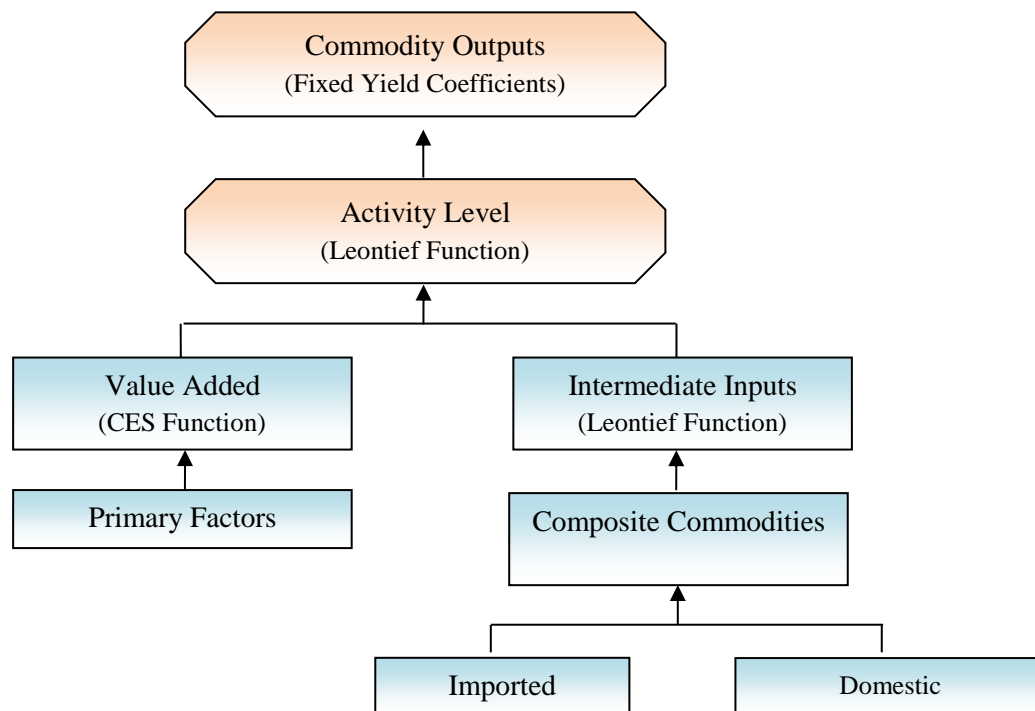 Commodity Outputs
(Fixed Yield Coefficients)
Activity Level
(Leontief Function)
Value Added
(CES Function)
Intermediate Inputs
(Leontief Function)
Primary Factors
Composite Commodities
Imported
Domestic